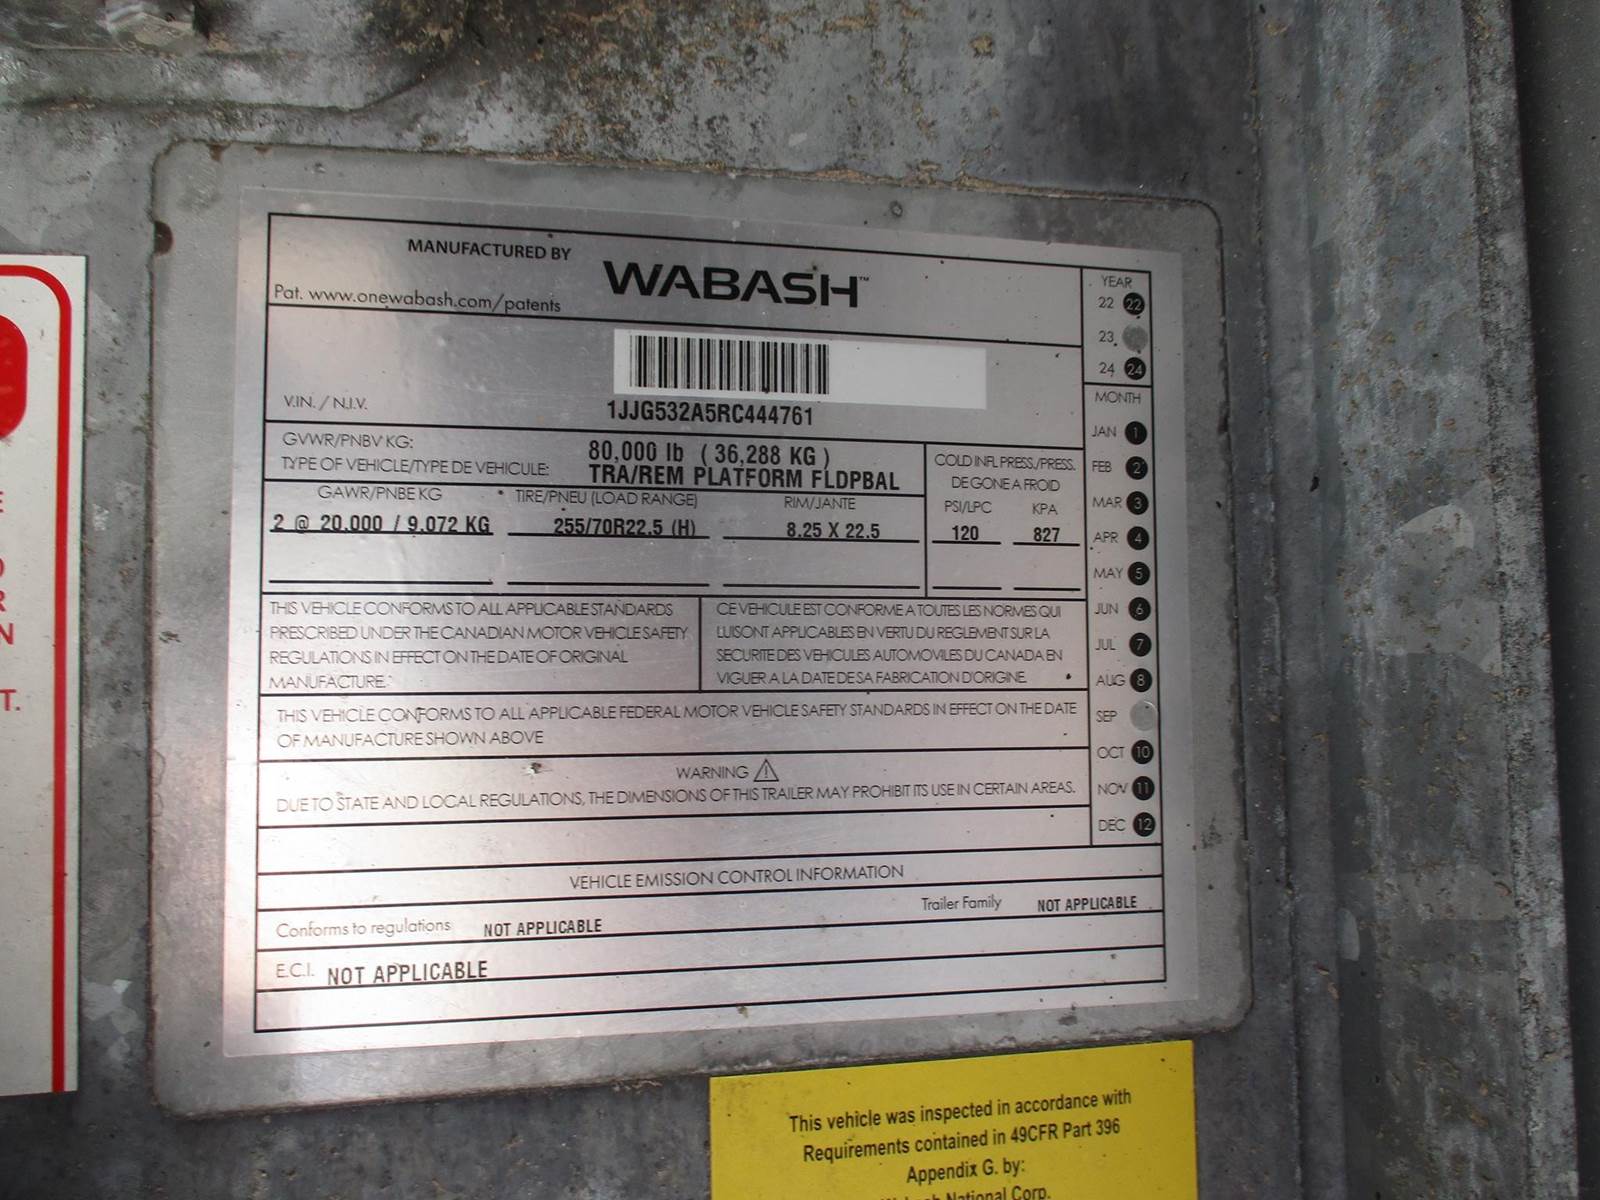 MANUFACTURED BY WABASH™
Pat. www.onewabash.com/patents
V.IN. / N.I.V.
1JJG532A5RC444761
GVWR/PNBV KG: 80,000 lb ( 36,288 KG )
TYPE OF VEHICLE/TYPE DE VEHICULE: TRA/REM PLATFORM FLDPBAL
GAWR/PNBE KG TIRE/PNEU (LOAD RANGE) RIM/JANTE
2 @ 20,000 / 9,072 KG 255/70R22.5 (H) 8.25 X 22.5
COLD INFL PRESS./PRESS.
DE GONE A FROID
PSI/LPC KPA
120 827
THIS VEHICLE CONFORMS TO ALL APPLICABLE STANDARDS
PRESCRIBED UNDER THE CANADIAN MOTOR VEHICLE SAFETY
REGULATIONS IN EFFECT ON THE DATE OF ORIGINAL
MANUFACTURE.
CE VEHICULE EST CONFORME A TOUTES LES NORMES QUI
LUISONT APPLICABLES EN VERTU DU REGLEMENT SUR LA
SECURITE DES VEHICULES AUTOMOVILES DU CANADA EN
VIGUER A LA DATE DE SA FABRICATION D'ORIGINE.
THIS VEHICLE CONFORMS TO ALL APPLICABLE FEDERAL MOTOR VEHICLE SAFETY STANDARDS IN EFFECT ON THE DATE
OF MANUFACTURE SHOWN ABOVE
WARNING
DUE TO STATE AND LOCAL REGULATIONS, THE DIMENSIONS OF THIS TRAILER MAY PROHIBIT ITS USE IN CERTAIN AREAS.
YEAR
22 22
23
24 24
MONTH
JAN 1
FEB 2
MAR 3
APR 4
MAY 5
JUN 6
JUL 7
AUG 8
SEP
OCT 10
NOV 11
DEC 12
VEHICLE EMISSION CONTROL INFORMATION
Conforms to regulations NOT APPLICABLE Trailer Family NOT APPLICABLE
E.C.I. NOT APPLICABLE
This vehicle was inspected in accordance with
Requirements contained in 49CFR Part 396
Appendix G. by:
National Corp.